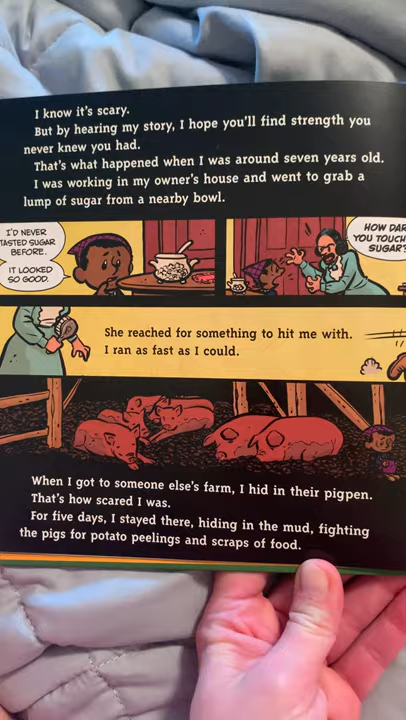 I know it's scary.
But by hearing my story, I hope you'll find strength you
never knew you had.
That's what happened when I was around seven years old.
I was working in my owner's house and went to grab a
lump of sugar from a nearby bowl.
I'D NEVER
TASTED SUGAR
BEFORE.
IT LOOKED
SO GOOD.
HOW
YOU TOUCH
SUGAR?
She reached for something to hit me with.
I ran as fast as I could.
When I got to someone else's farm, I hid in their pigpen.
That's how scared I was.
For five days, I stayed there, hiding in the mud, fighting
the pigs for potato peelings and scraps of food.